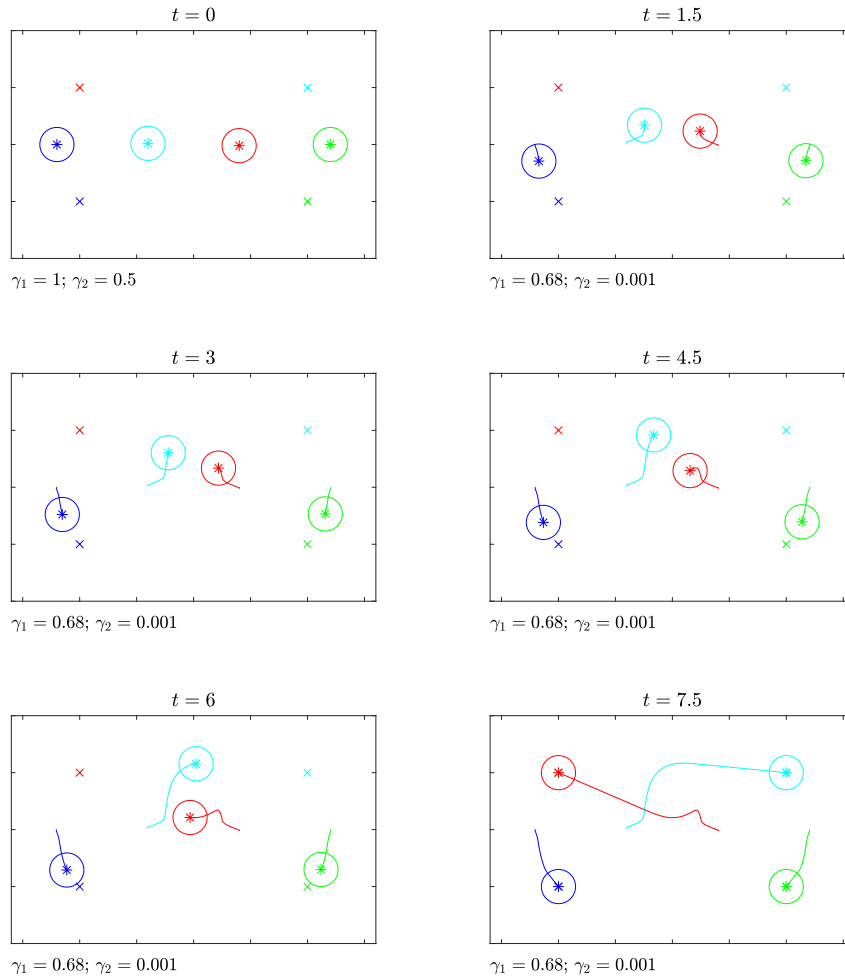 t = 0
t = 1.5
γ₁ = 1; γ₂ = 0.5
γ₁ = 0.68; γ₂ = 0.001
t = 3
t = 4.5
γ₁ = 0.68; γ₂ = 0.001
γ₁ = 0.68; γ₂ = 0.001
t = 6
t = 7.5
γ₁ = 0.68; γ₂ = 0.001
γ₁ = 0.68; γ₂ = 0.001